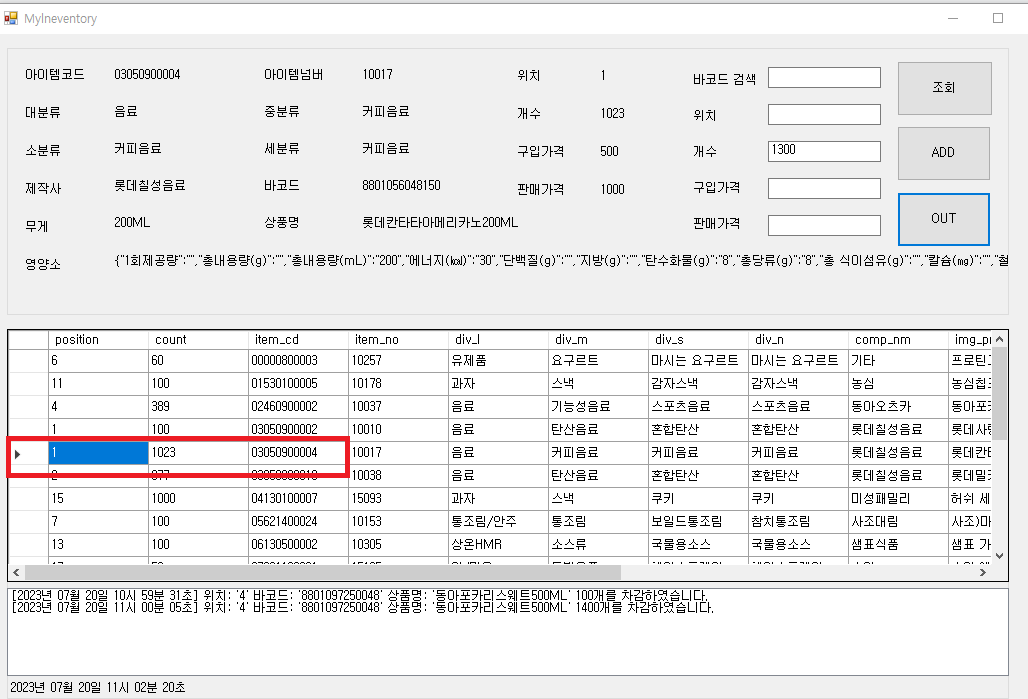 MyIneventory
아이템코드 03050900004 아이템넘버 10017 위치 1 바코드 검색 조회
대분류 음료 중분류 커피음료 개수 1023 위치
소분류 커피음료 세분류 커피음료 구입가격 500 개수 1300 ADD
제작사 롯데칠성음료 바코드 8801056048150 판매가격 1000 구입가격
무게 200ML 상품명 롯데칸타타아메리카노200ML 판매가격 OUT
영양소 {"1회제공량":"","총내용량(g)":"","총내용량(mL)":"200","에너지(㎉)":"30","단백질(g)":"","지방(g)":"","탄수화물(g)":"8","총당류(g)":"8","총 식이섬유(g)":"","칼슘(㎎)":"","철
position count item_cd item_no div_l div_m div_s div_n comp_nm img_p
6 60 00000800003 10257 유제품 요구르트 마시는 요구르트 마시는 요구르트 기타 프로틴
11 100 01530100005 10178 과자 스낵 감자스낵 감자스낵 농심 농심칩
4 389 02460900002 10037 음료 기능성음료 스포츠음료 스포츠음료 동아오츠카 동아포
1 100 03050900002 10010 음료 탄산음료 혼합탄산 혼합탄산 롯데칠성음료 롯데사
1 1023 03050900004 10017 음료 커피음료 커피음료 커피음료 롯데칠성음료 롯데칸
2 977 10038 음료 탄산음료 혼합탄산 혼합탄산 롯데칠성음료 롯데밀
15 1000 04130100007 15093 과자 스낵 쿠키 쿠키 미성패밀리 허쉬 세
7 100 05621400024 10153 통조림/안주 통조림 보일드통조림 참치통조림 사조대림 사조)마
13 100 06130500002 10305 상온HMR 소스류 국물용소스 국물용소스 샘표식품 샘표 가
[2023년 07월 20일 10시 59분 31초] 위치: '4' 바코드: '8801097250048' 상품명: '동아포카리스웨트500ML' 100개를 차감하였습니다.
[2023년 07월 20일 11시 00분 05초] 위치: '4' 바코드: '8801097250048' 상품명: '동아포카리스웨트500ML' 1400개를 차감하였습니다.
2023년 07월 20일 11시 02분 20초